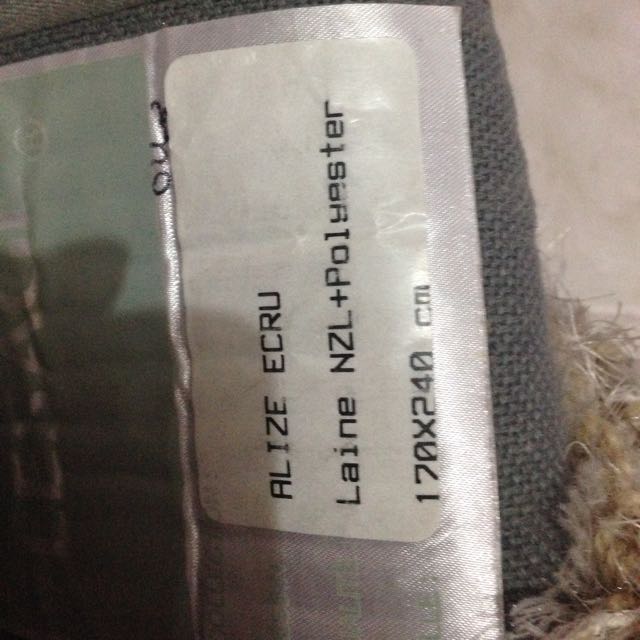 ALIZE ECRU
Laine NZL+Polyester
170X240 cm